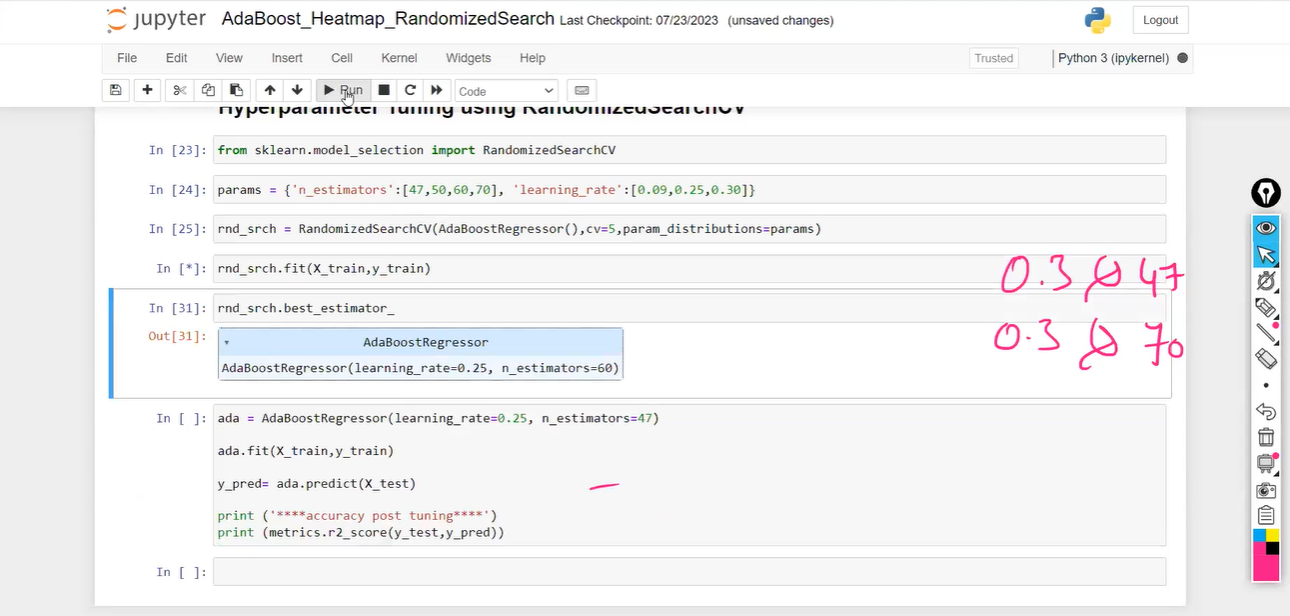 jupyter AdaBoost_Heatmap_RandomizedSearch Last Checkpoint: 07/23/2023 (unsaved changes) Logout
File Edit View Insert Cell Kernel Widgets Help Trusted Python 3 (ipykernel)
Run Code
Hyperparameter Tuning using RandomizedSearchCV
In [23]: from sklearn.model_selection import RandomizedSearchCV
In [24]: params = {'n_estimators':[47,50,60,70], 'learning_rate':[0.09,0.25,0.30]}
In [25]: rnd_srch = RandomizedSearchCV(AdaBoostRegressor(),cv=5,param_distributions=params)
In [*]: rnd_srch.fit(X_train,y_train)
0.3 47
In [31]: rnd_srch.best_estimator_
0.3 70
Out[31]: AdaBoostRegressor
AdaBoostRegressor(learning_rate=0.25, n_estimators=60)
In [ ]: ada = AdaBoostRegressor(learning_rate=0.25, n_estimators=47)
ada.fit(X_train,y_train)
y_pred= ada.predict(X_test)
print ('****accuracy post tuning****')
print (metrics.r2_score(y_test,y_pred))
In [ ]: